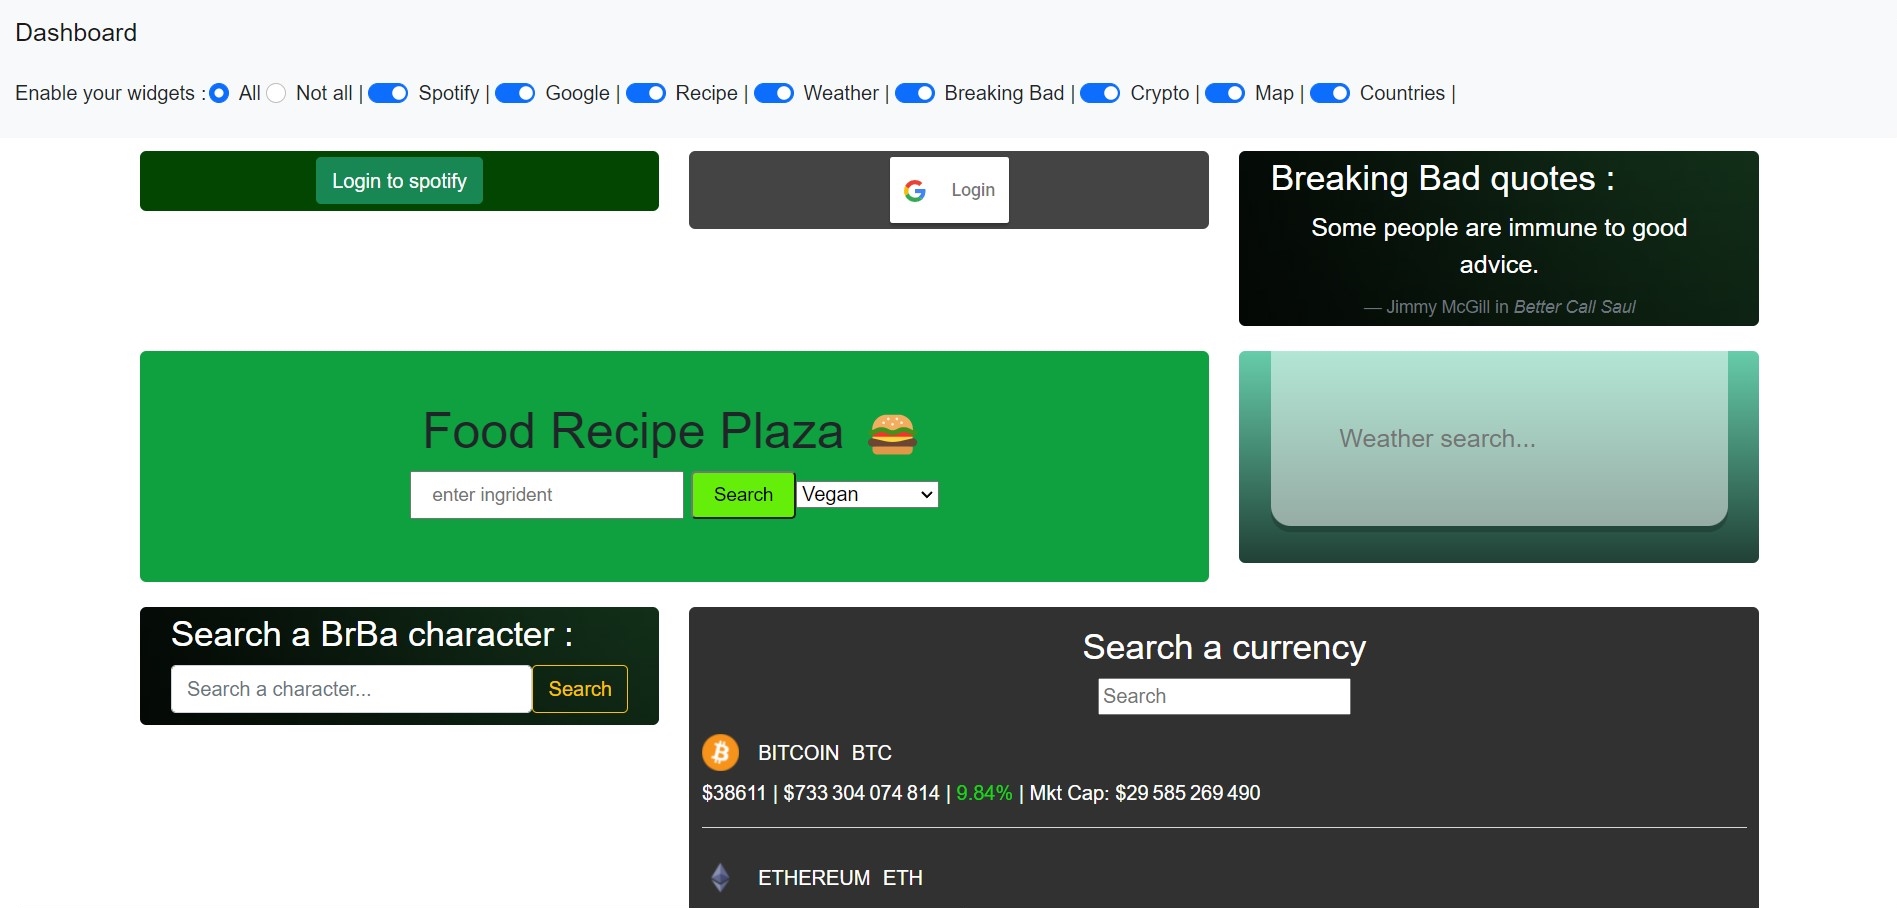 Dashboard
Enable your widgets : All Not all | Spotify | Google | Recipe | Weather | Breaking Bad | Crypto | Map | Countries |
Login to spotify
Login
Breaking Bad quotes :
Some people are immune to good
advice.
— Jimmy McGill in Better Call Saul
Food Recipe Plaza 🍔
enter ingrident
Search
Vegan
Weather search...
Search a BrBa character :
Search a character...
Search
Search a currency
Search
BITCOIN BTC
$38611 | $733 304 074 814 | 9.84% | Mkt Cap: $29 585 269 490
ETHEREUM ETH